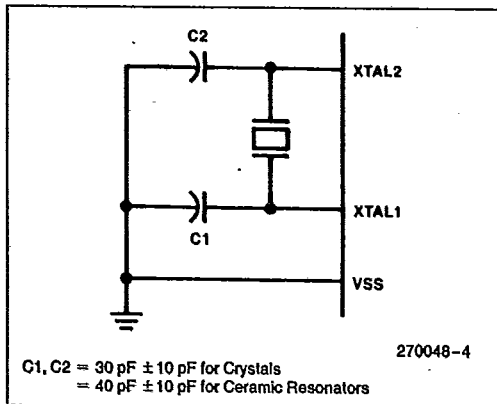 C2
XTAL2
XTAL1
C1
VSS
270048-4
C1, C2 = 30 pF ±10 pF for Crystals
= 40 pF ±10 pF for Ceramic Resonators